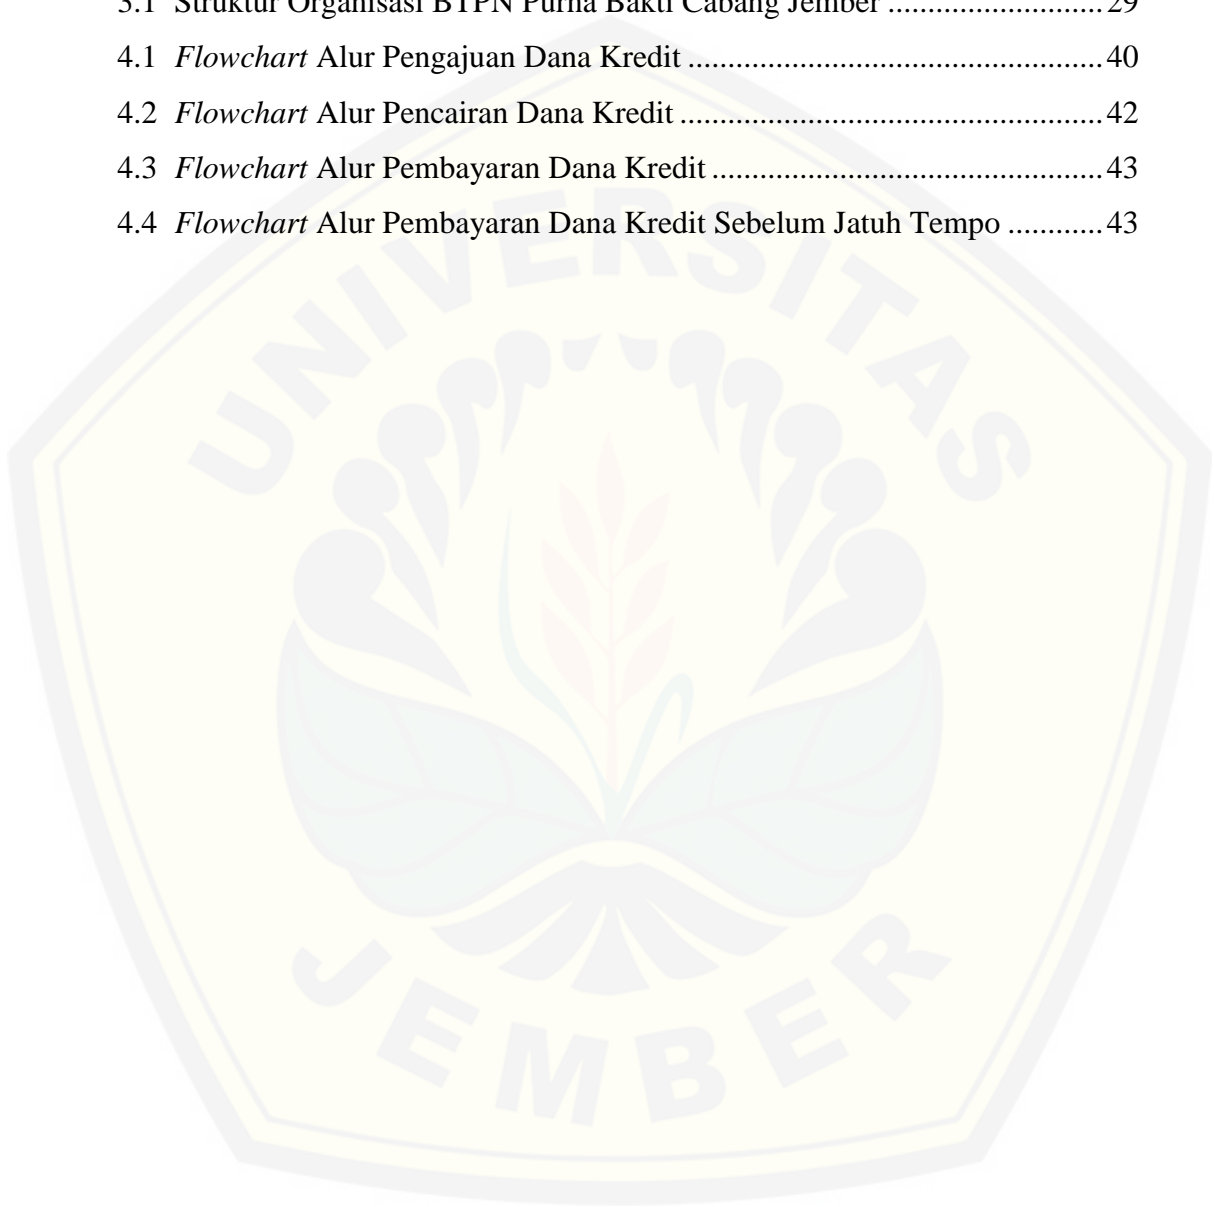 3.1 Struktur Organisasi BTPN Purna Bakti Cabang Jember ...........................29
4.1 Flowchart Alur Pengajuan Dana Kredit ....................................................40
4.2 Flowchart Alur Pencairan Dana Kredit .....................................................42
4.3 Flowchart Alur Pembayaran Dana Kredit .................................................43
4.4 Flowchart Alur Pembayaran Dana Kredit Sebelum Jatuh Tempo ............43
UNIVERSITAS
JEMBER